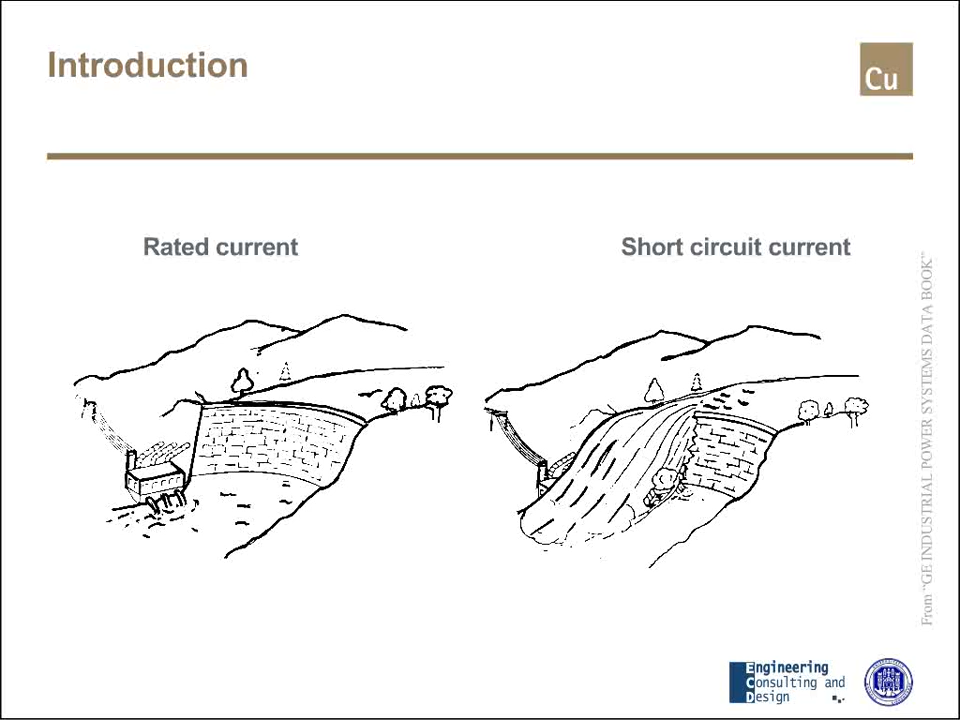 Introduction
Cu
Rated current
Short circuit current
From “GE INDUSTRIAL POWER SYSTEMS DATA BOOK”
Engineering
Consulting and
Design